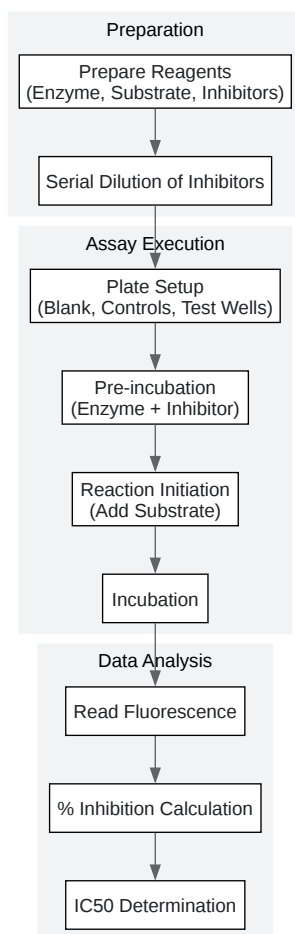 Preparation
Prepare Reagents
(Enzyme, Substrate, Inhibitors)
Serial Dilution of Inhibitors
Assay Execution
Plate Setup
(Blank, Controls, Test Wells)
Pre-incubation
(Enzyme + Inhibitor)
Reaction Initiation
(Add Substrate)
Incubation
Data Analysis
Read Fluorescence
% Inhibition Calculation
IC50 Determination